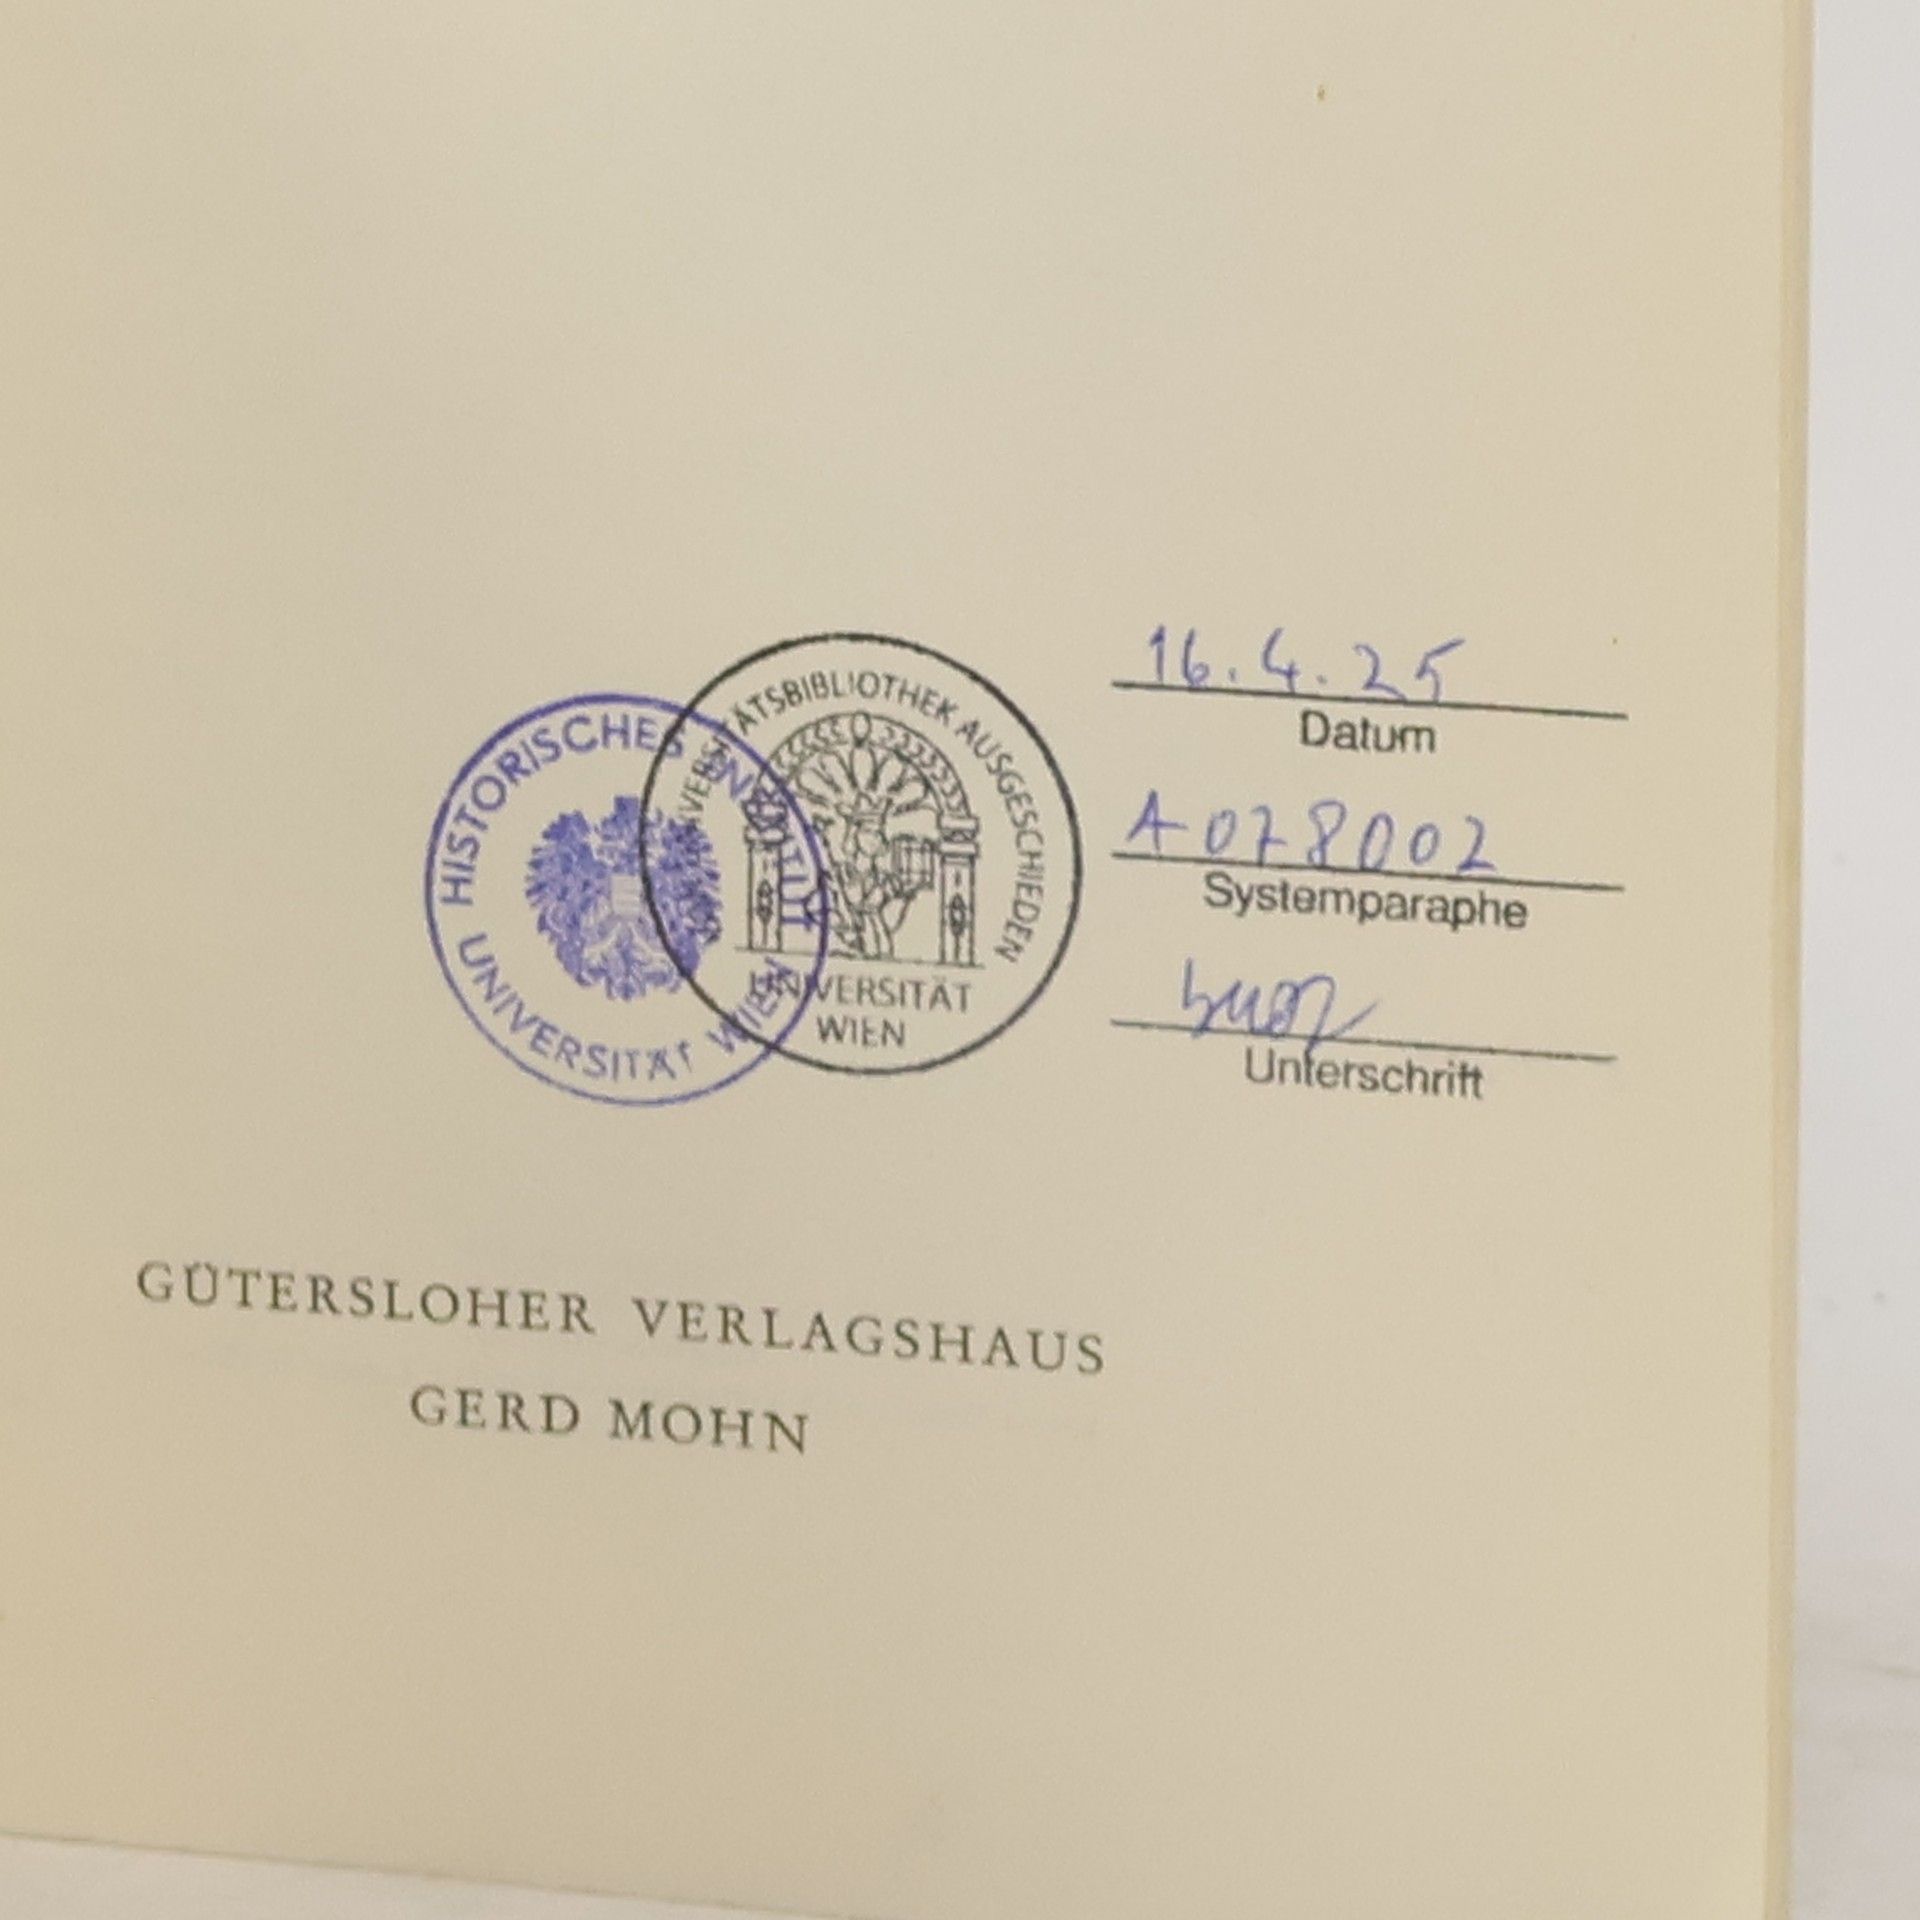 HISTORISCHES INSTITUT
UNIVERSITÄT WIEN
UNIVERSITÄTSBIBLIOTHEK AUSGESCHIEDEN
UNIVERSITÄT
WIEN
16.4.25
Datum
A078002
Systemparaphe
Unterschrift
GÜTERSLOHER VERLAGSHAUS
GERD MOHN